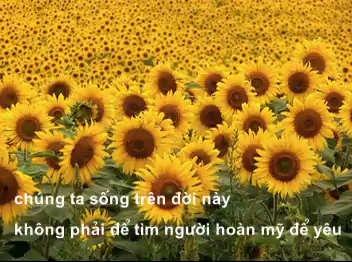 chúng ta sống trên đời này
không phải để tìm người hoàn mỹ để yêu